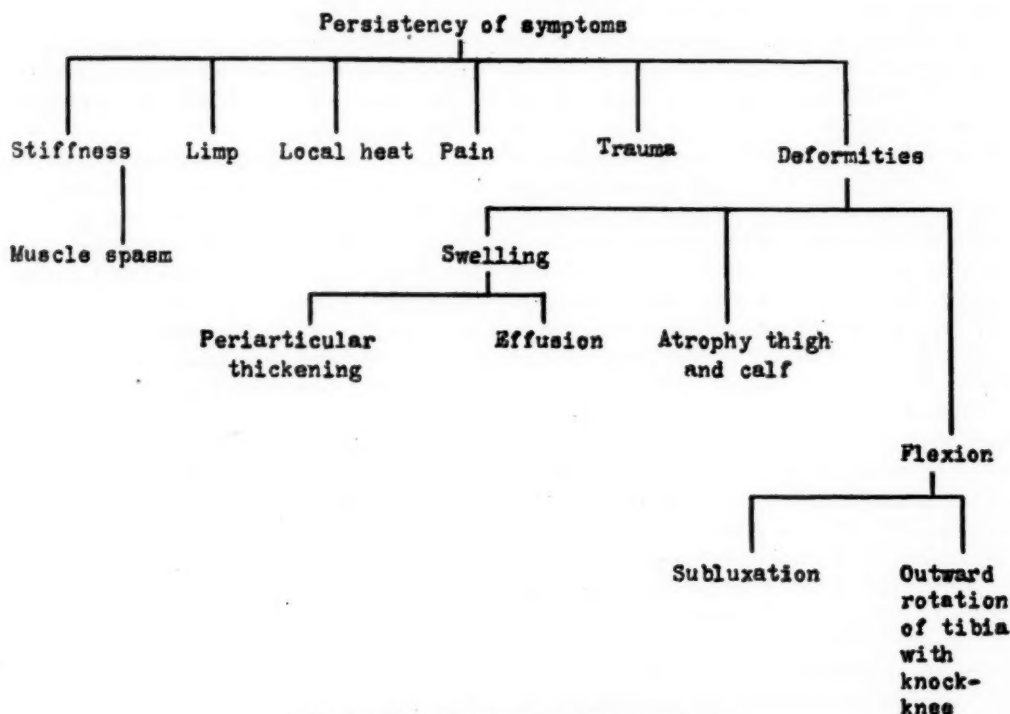 Persistency of symptoms
Stiffness Limp Local heat Pain Trauma Deformities
Muscle spasm
Swelling
Periarticular thickening
Effusion
Atrophy thigh and calf
Flexion
Subluxation
Outward
rotation
of tibia
with
knock-
knee